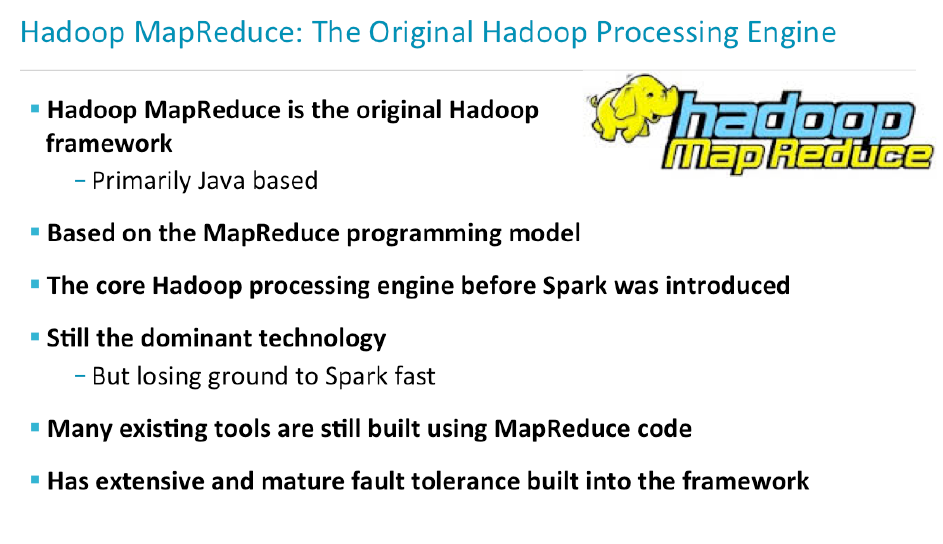 Hadoop MapReduce: The Original Hadoop Processing Engine
hadoop
Map Reduce
▪ Hadoop MapReduce is the original Hadoop
framework
– Primarily Java based
▪ Based on the MapReduce programming model
▪ The core Hadoop processing engine before Spark was introduced
▪ Still the dominant technology
– But losing ground to Spark fast
▪ Many existing tools are still built using MapReduce code
▪ Has extensive and mature fault tolerance built into the framework